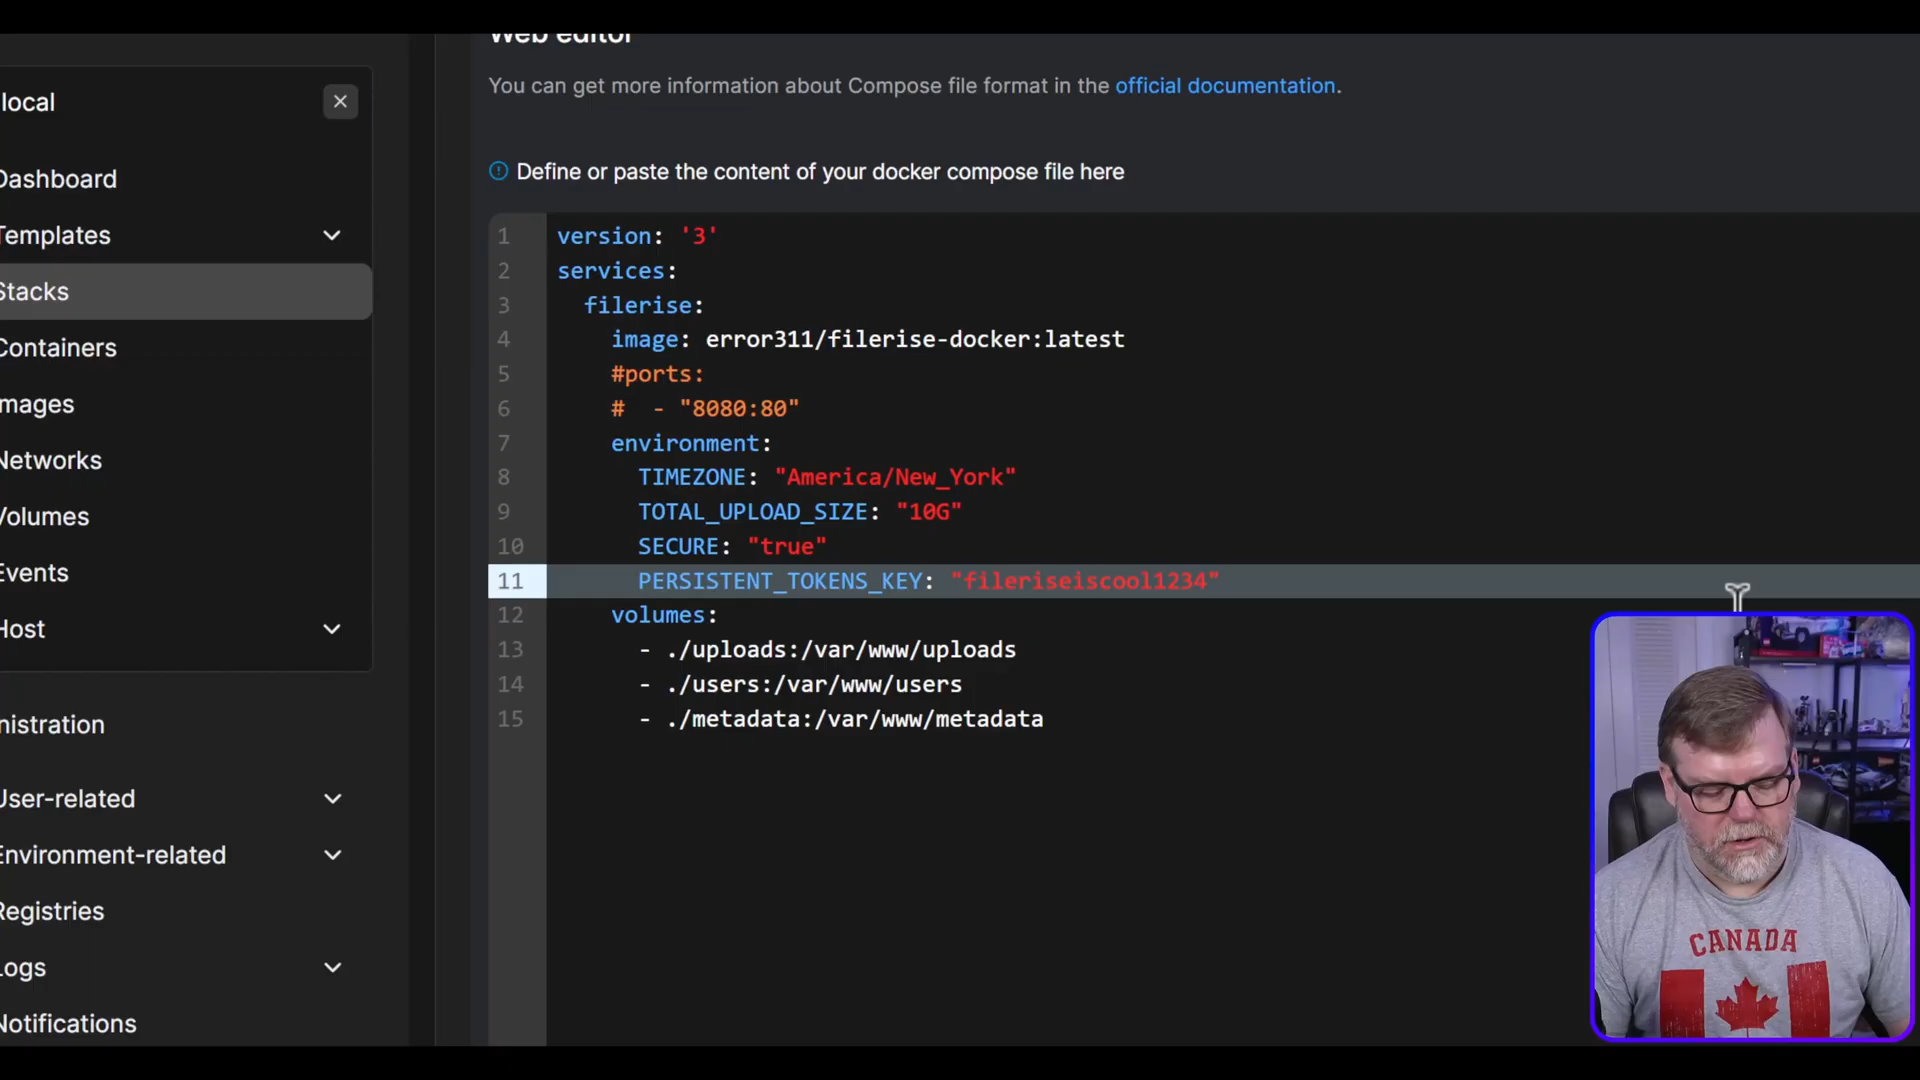 Web editor
local
You can get more information about Compose file format in the official documentation.
Define or paste the content of your docker compose file here
Dashboard
Templates
Stacks
Containers
Images
Networks
Volumes
Events
Host
nistration
User-related
Environment-related
Registries
Logs
Notifications
1 version: '3'
2 services:
3 filerise:
4 image: error311/filerise-docker:latest
5 #ports:
6 # - "8080:80"
7 environment:
8 TIMEZONE: "America/New_York"
9 TOTAL_UPLOAD_SIZE: "10G"
10 SECURE: "true"
11 PERSISTENT_TOKENS_KEY: "fileriseiscool1234"
12 volumes:
13 - ./uploads:/var/www/uploads
14 - ./users:/var/www/users
15 - ./metadata:/var/www/metadata
CANADA